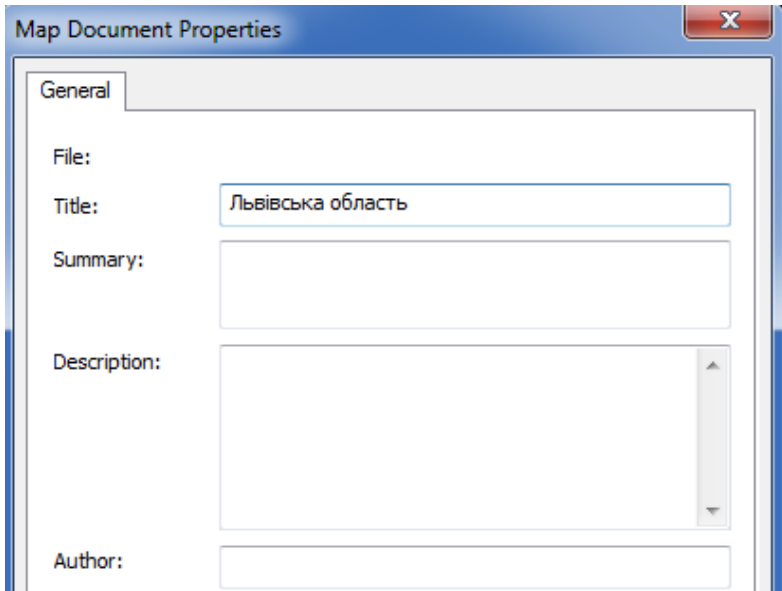 Map Document Properties
General
File:
Title: Львівська область
Summary:
Description:
Author: